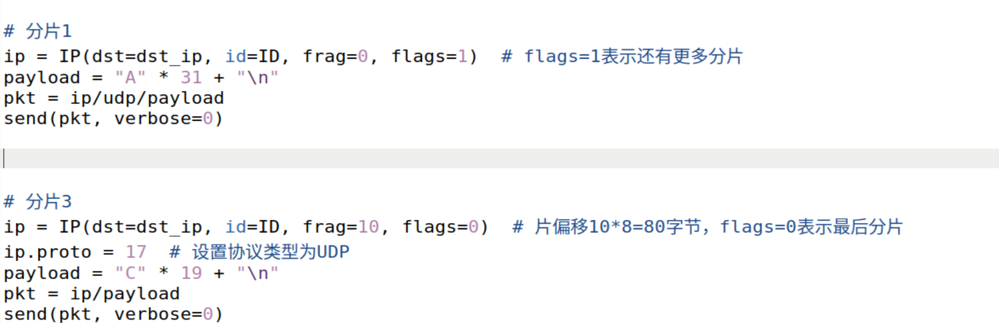 # 分片1
ip = IP(dst=dst_ip, id=ID, frag=0, flags=1)  # flags=1表示还有更多分片
payload = "A" * 31 + "\n"
pkt = ip/udp/payload
send(pkt, verbose=0)
# 分片3
ip = IP(dst=dst_ip, id=ID, frag=10, flags=0)  # 片偏移10*8=80字节，flags=0表示最后分片
ip.proto = 17  # 设置协议类型为UDP
payload = "C" * 19 + "\n"
pkt = ip/payload
send(pkt, verbose=0)